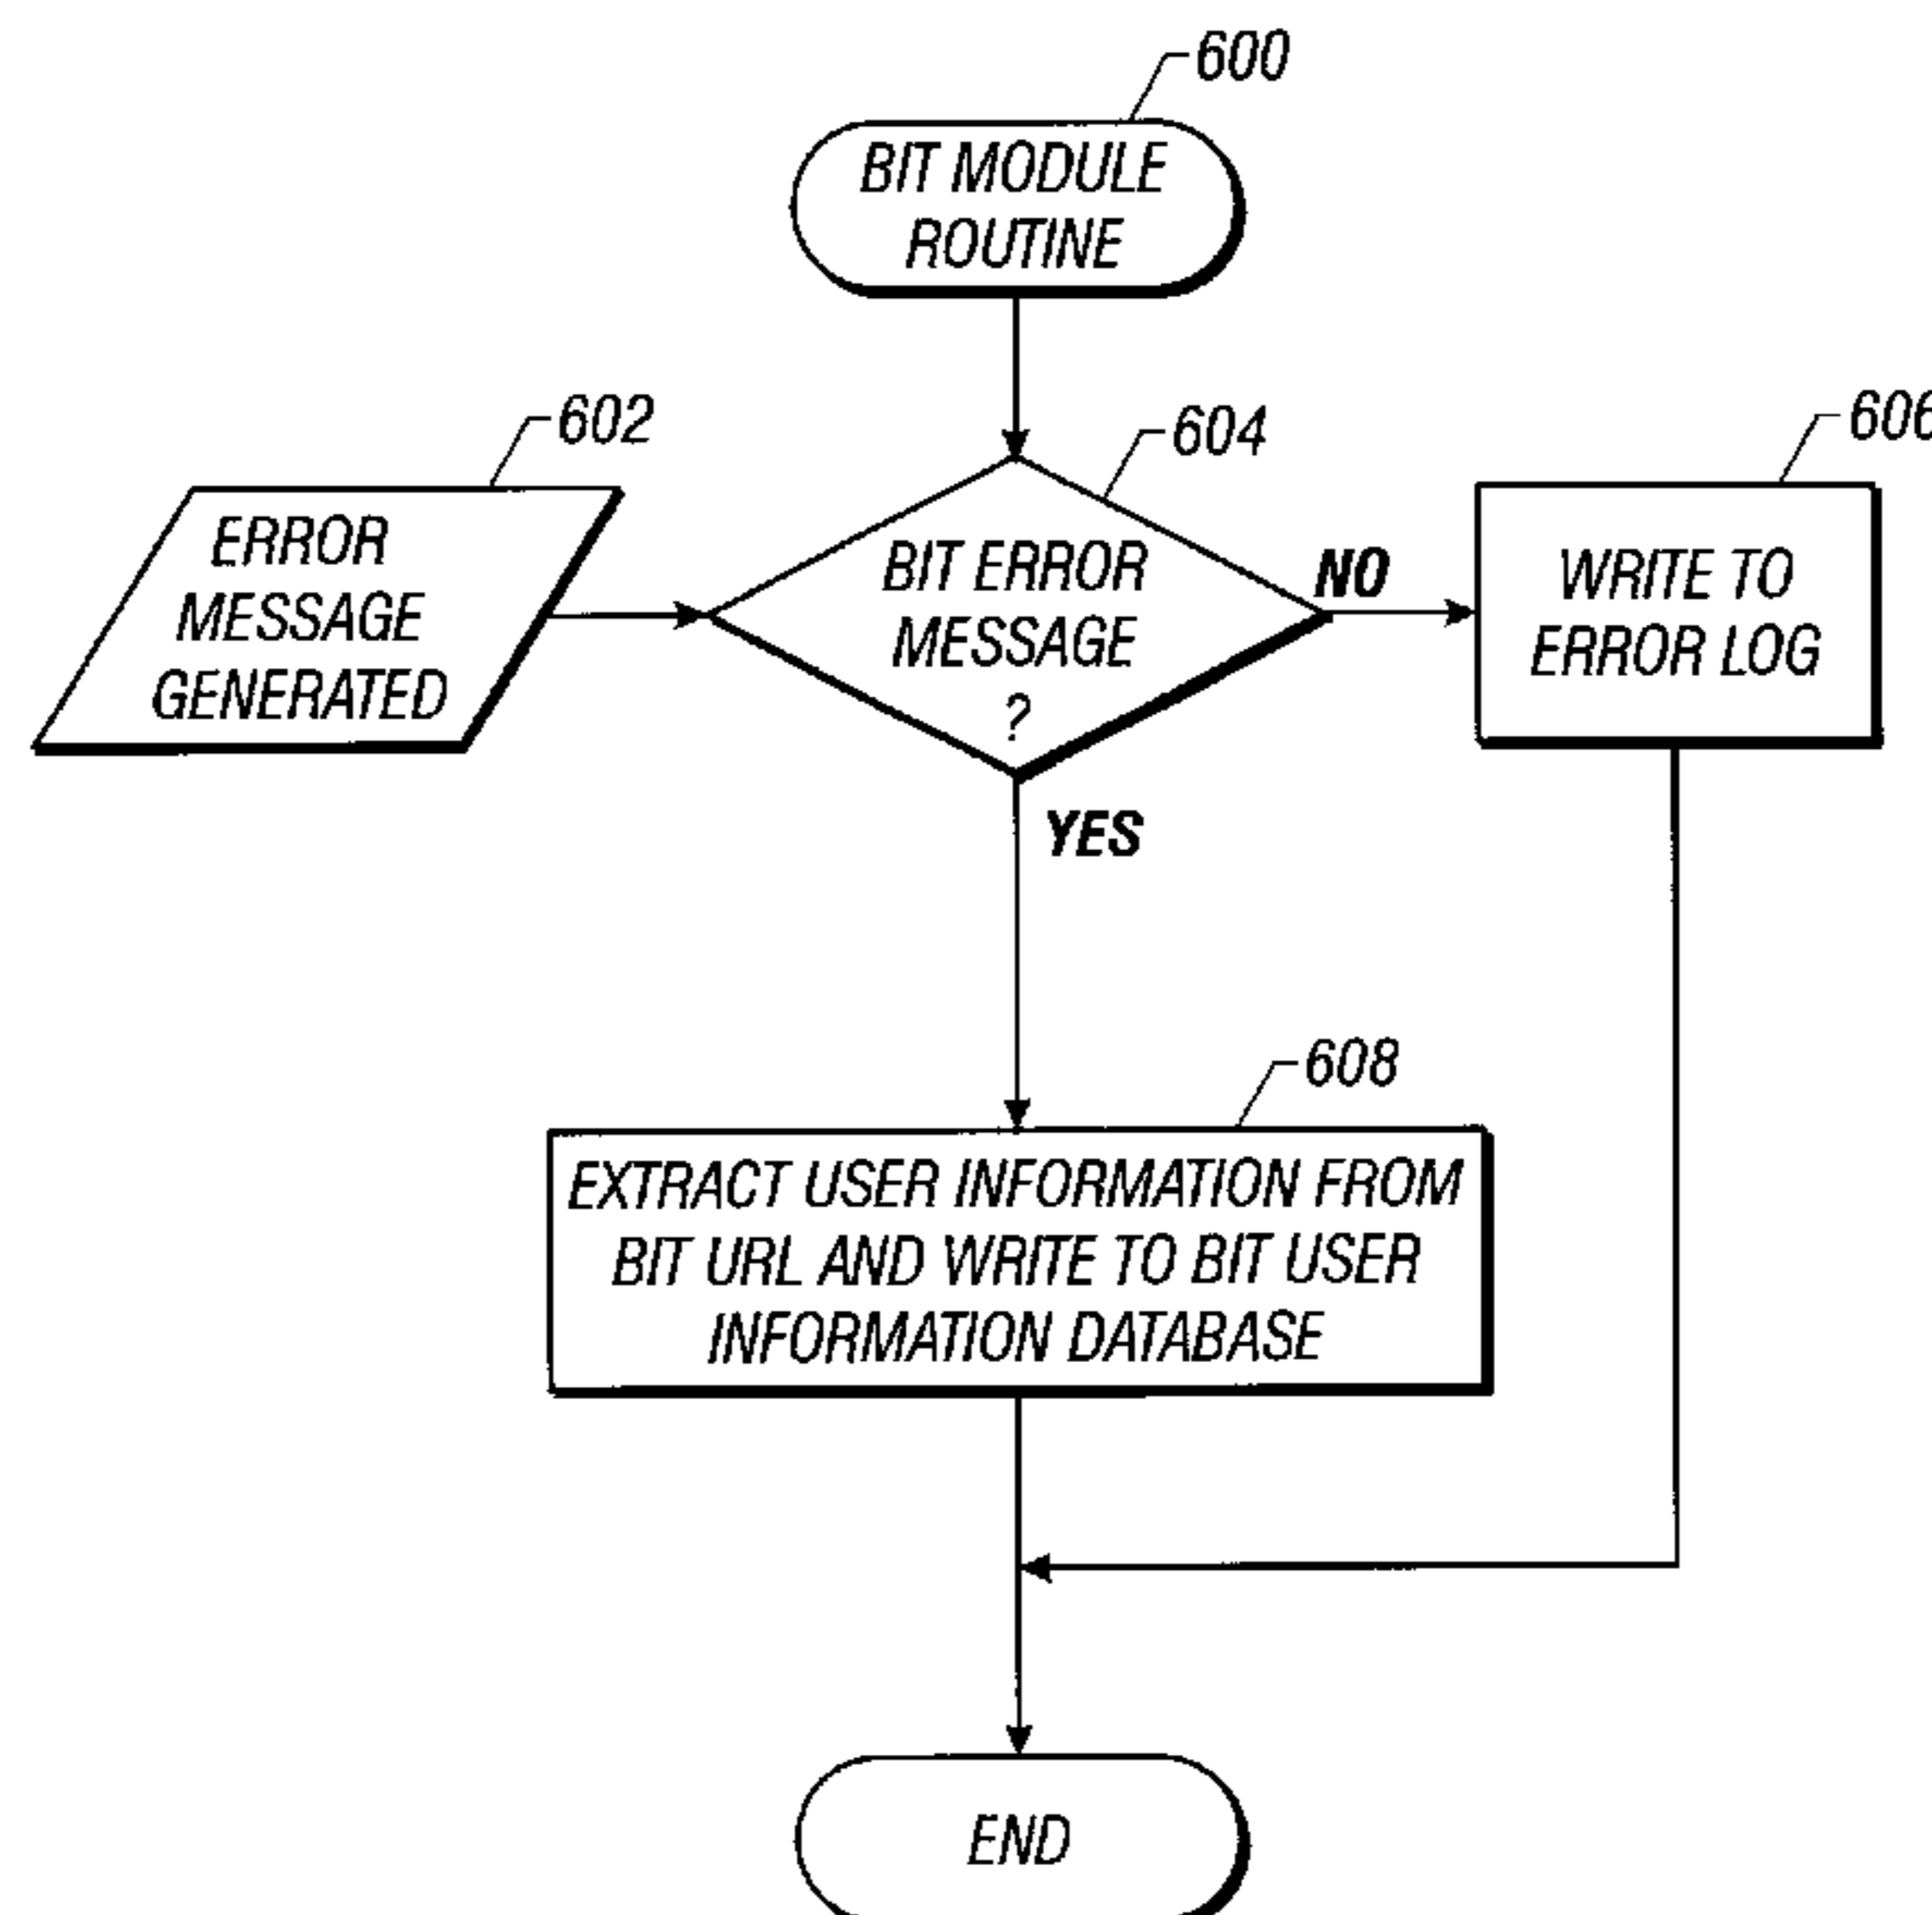 600
BIT MODULE
ROUTINE
602
ERROR
MESSAGE
GENERATED
604
BIT ERROR
MESSAGE
?
NO
606
WRITE TO
ERROR LOG
YES
608
EXTRACT USER INFORMATION FROM
BIT URL AND WRITE TO BIT USER
INFORMATION DATABASE
END